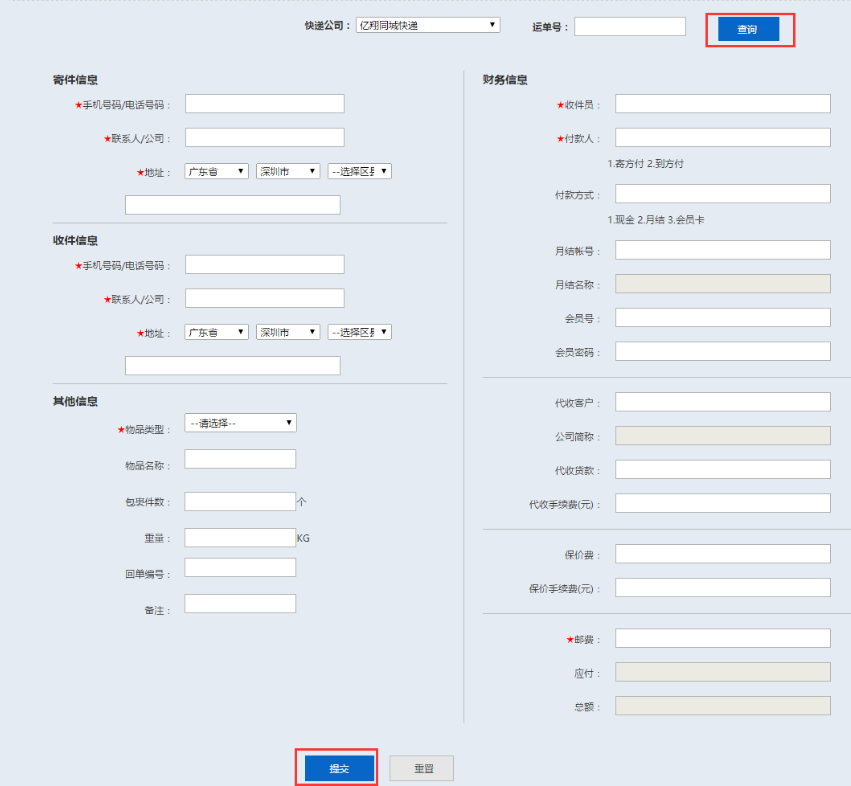 快递公司： 亿翔同城快递 运单号： 查询
寄件信息
★手机号码/电话号码：
★联系人/公司：
★地址： 广东省 深圳市 --选择区县
收件信息
★手机号码/电话号码：
★联系人/公司：
★地址： 广东省 深圳市 --选择区县
其他信息
★物品类型： --请选择--
物品名称：
包裹件数： 个
重量： KG
回单编号：
备注：
财务信息
★收件员：
★付款人：
1.寄方付 2.到方付
付款方式：
1.现金 2.月结 3.会员卡
月结帐号：
月结名称：
会员号：
会员密码：
代收客户：
公司简称：
代收货款：
代收手续费(元)：
保价费：
保价手续费(元)：
★邮费：
应付：
总额：
提交 重置